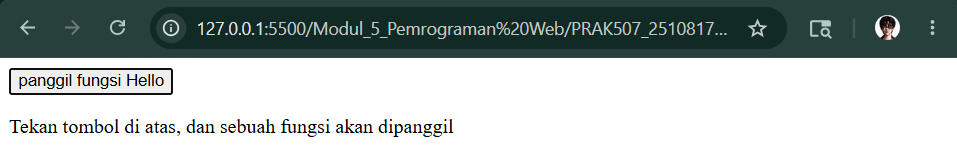 127.0.0.1:5500/Modul_5_Pemrograman%20Web/PRAK507_2510817...
panggil fungsi Hello
Tekan tombol di atas, dan sebuah fungsi akan dipanggil